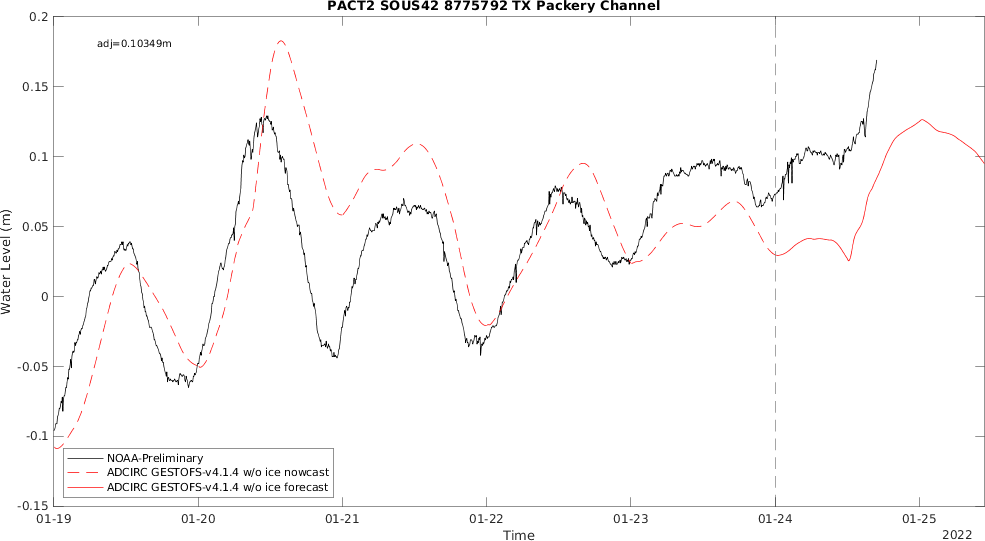 PACT2 SOUS42 8775792 TX Packery Channel
adj=0.10349m
0.2
0.15
0.1
0.05
0
-0.05
-0.1
-0.15
Water Level (m)
NOAA-Preliminary
ADCIRC GESTOFS-v4.1.4 w/o ice nowcast
ADCIRC GESTOFS-v4.1.4 w/o ice forecast
01-19 01-20 01-21 01-22 01-23 01-24 01-25
Time
2022